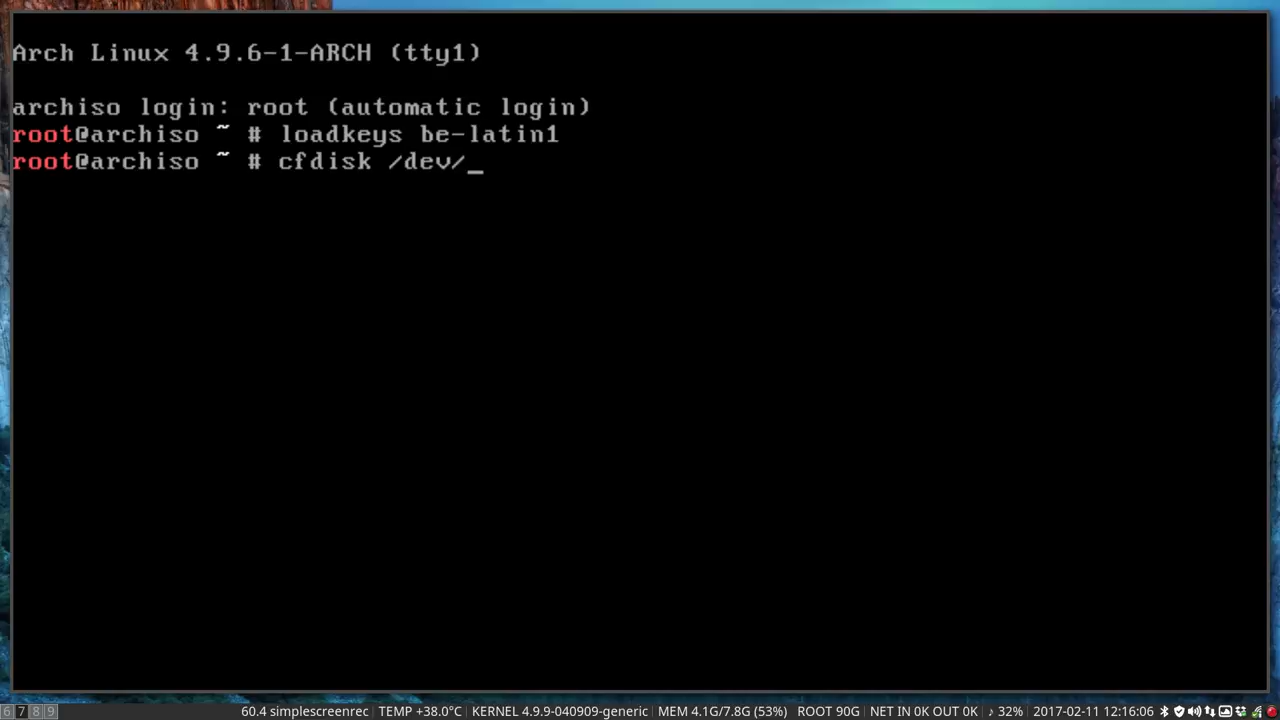 Arch Linux 4.9.6-1-ARCH (tty1)
archiso login: root (automatic login)
root@archiso ~ # loadkeys be-latin1
root@archiso ~ # cfdisk /dev/_
6 7 8 9
60.4 simplescreenrec TEMP +38.0°C KERNEL 4.9.9-040909-generic MEM 4.1G/7.8G (53%) ROOT 90G NET IN 0K OUT 0K ♪ 32% 2017-02-11 12:16:06